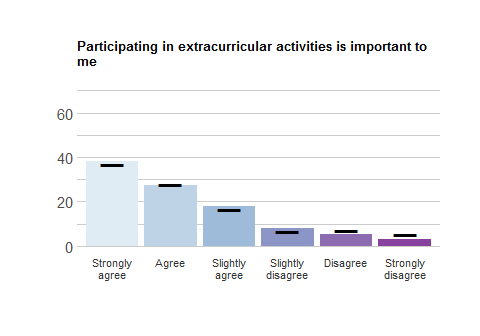 Participating in extracurricular activities is important to
me
60
40
20
0
Strongly
agree
Agree
Slightly
agree
Slightly
disagree
Disagree
Strongly
disagree